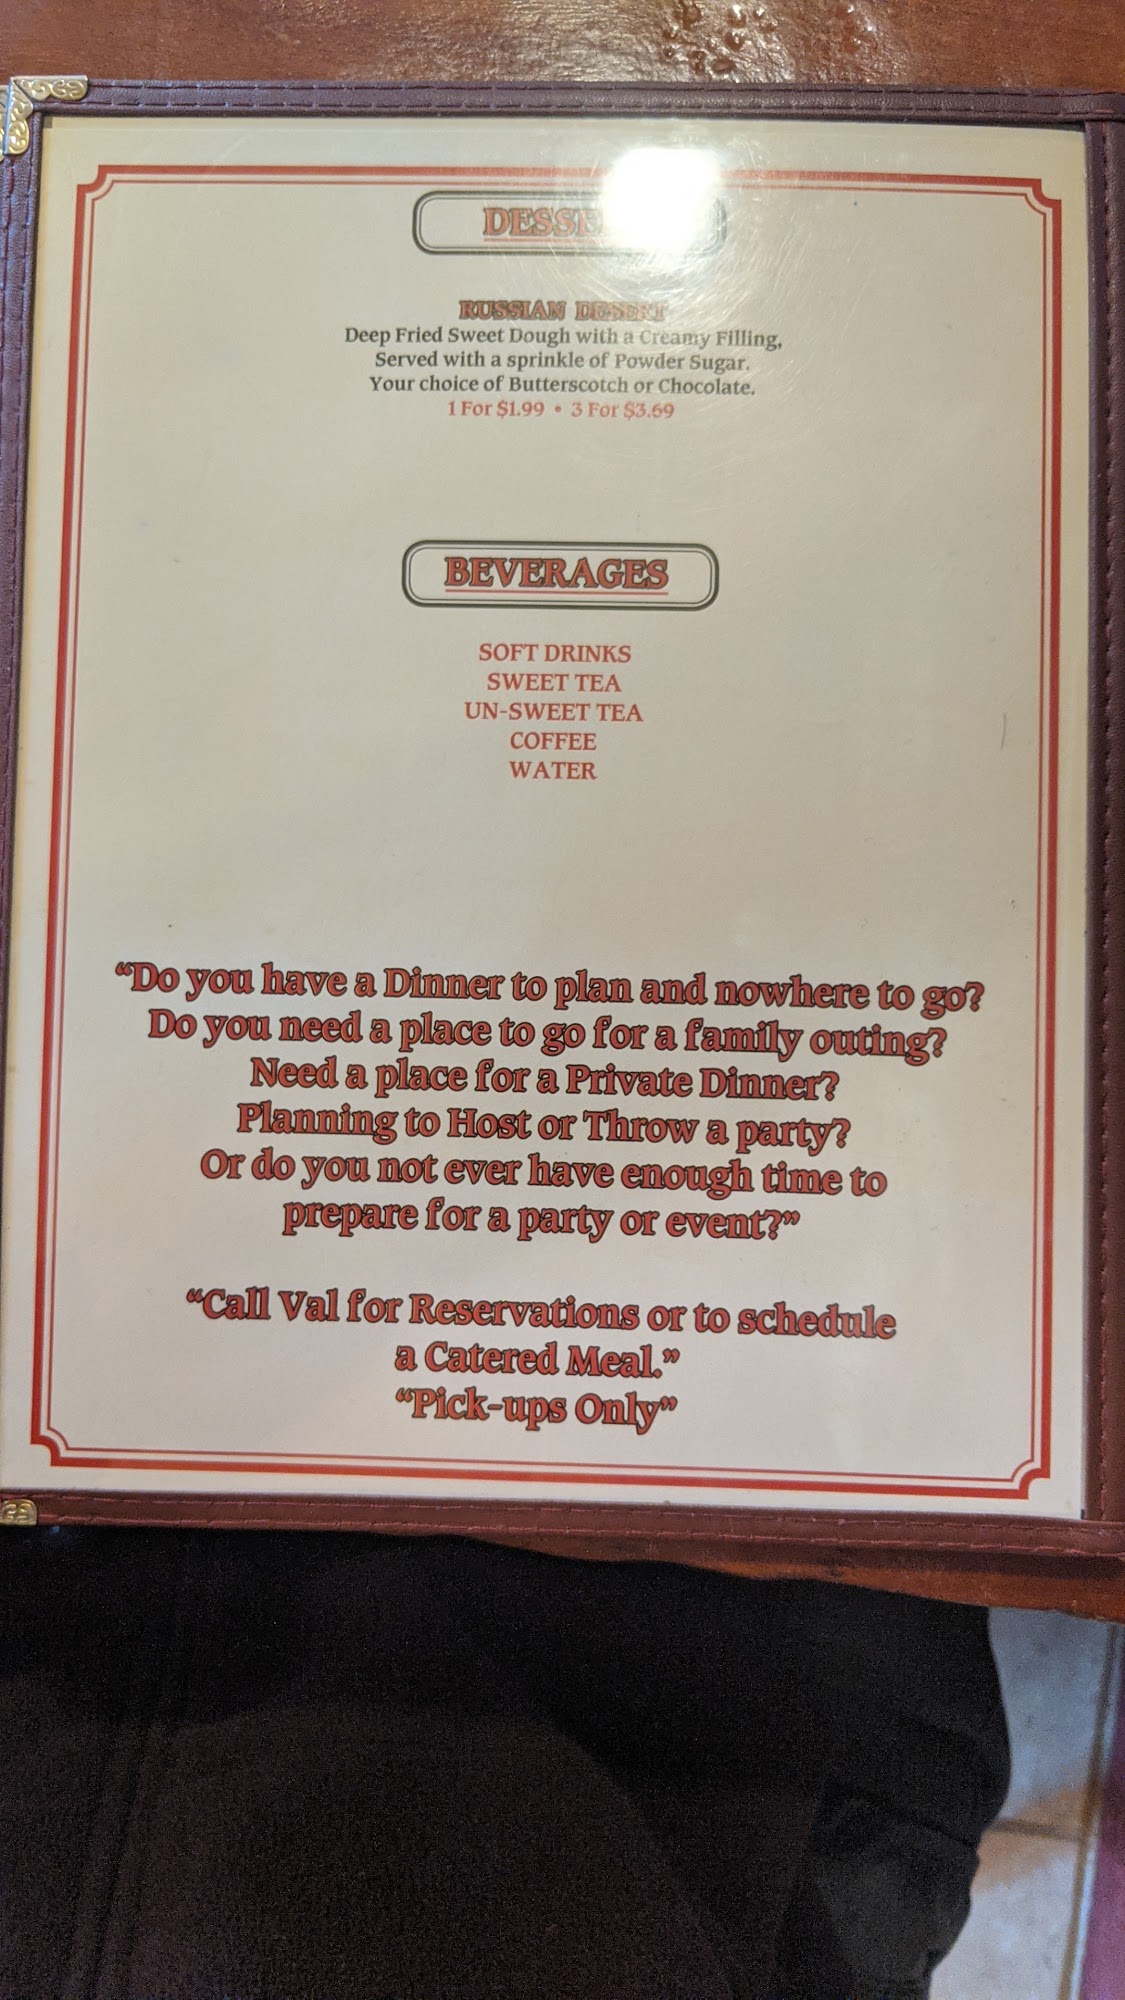 RUSSIAN DESERT
Deep Fried Sweet Dough with a Creamy Filling,
Served with a sprinkle of Powder Sugar.
Your choice of Butterscotch or Chocolate.
1 For $1.99 • 3 For $3.69
BEVERAGES
SOFT DRINKS
SWEET TEA
UN-SWEET TEA
COFFEE
WATER
“Do you have a Dinner to plan and nowhere to go?
Do you need a place to go for a family outing?
Need a place for a Private Dinner?
Planning to Host or Throw a party?
Or do you not ever have enough time to
prepare for a party or event?”
“Call Val for Reservations or to schedule
a Catered Meal.”
“Pick-ups Only”